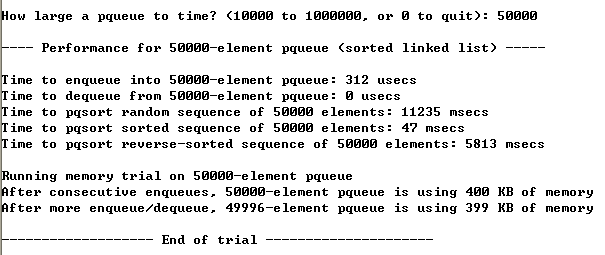 How large a pqueue to time? (10000 to 1000000, or 0 to quit): 50000
---- Performance for 50000-element pqueue (sorted linked list) -----
Time to enqueue into 50000-element pqueue: 312 usecs
Time to dequeue from 50000-element pqueue: 0 usecs
Time to pqsort random sequence of 50000 elements: 11235 msecs
Time to pqsort sorted sequence of 50000 elements: 47 msecs
Time to pqsort reverse-sorted sequence of 50000 elements: 5813 msecs
Running memory trial on 50000-element pqueue
After consecutive enqueues, 50000-element pqueue is using 400 KB of memory
After more enqueue/dequeue, 49996-element pqueue is using 399 KB of memory
------------------ End of trial --------------------